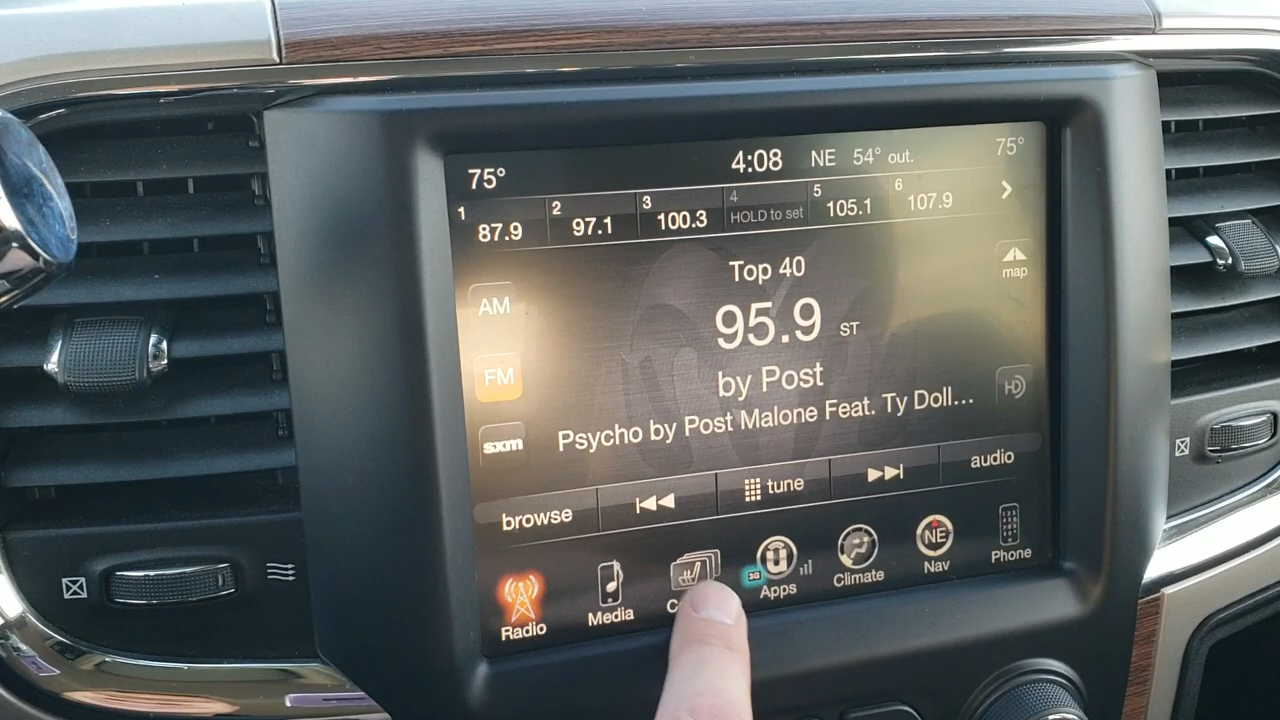 75° 4:08 NE 54° out. 75°
1 87.9 2 97.1 3 100.3 4 HOLD to set 5 105.1 6 107.9
Top 40
map
AM
95.9 ST
FM
by Post
HD
Psycho by Post Malone Feat. Ty Doll...
sxm
browse tune audio
3G NE
Radio Media Apps Climate Nav Phone